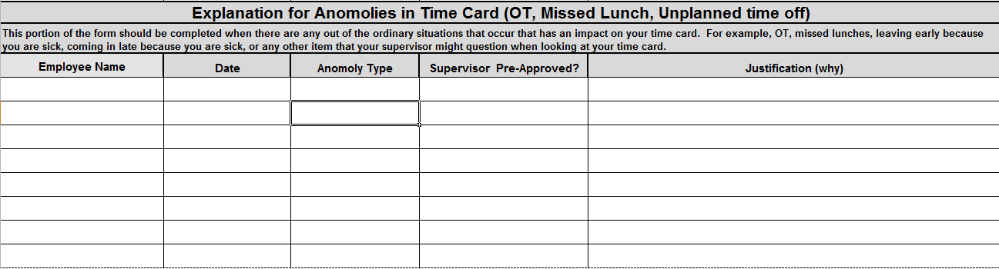 Explanation for Anomolies in Time Card (OT, Missed Lunch, Unplanned time off)
This portion of the form should be completed when there are any out of the ordinary situations that occur that has an impact on your time card.  For example, OT, missed lunches, leaving early because
you are sick, coming in late because you are sick, or any other item that your supervisor might question when looking at your time card.
Employee Name Date Anomoly Type Supervisor Pre-Approved? Justification (why)